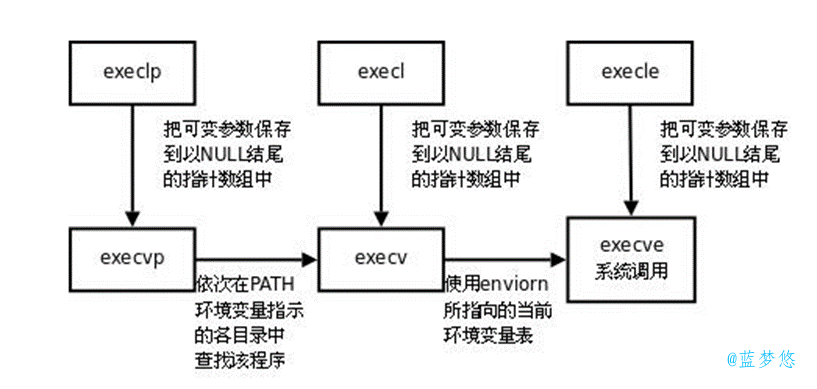 execlp
execl
execle
把可变参数保存
到以NULL结尾
的指针数组中
把可变参数保存
到以NULL结尾
的指针数组中
把可变参数保存
到以NULL结尾
的指针数组中
execvp
execv
execve
系统调用
依次在PATH
环境变量指示
的各目录中
查找该程序
使用enviorn
所指向的当前
环境变量表
@蓝梦悠